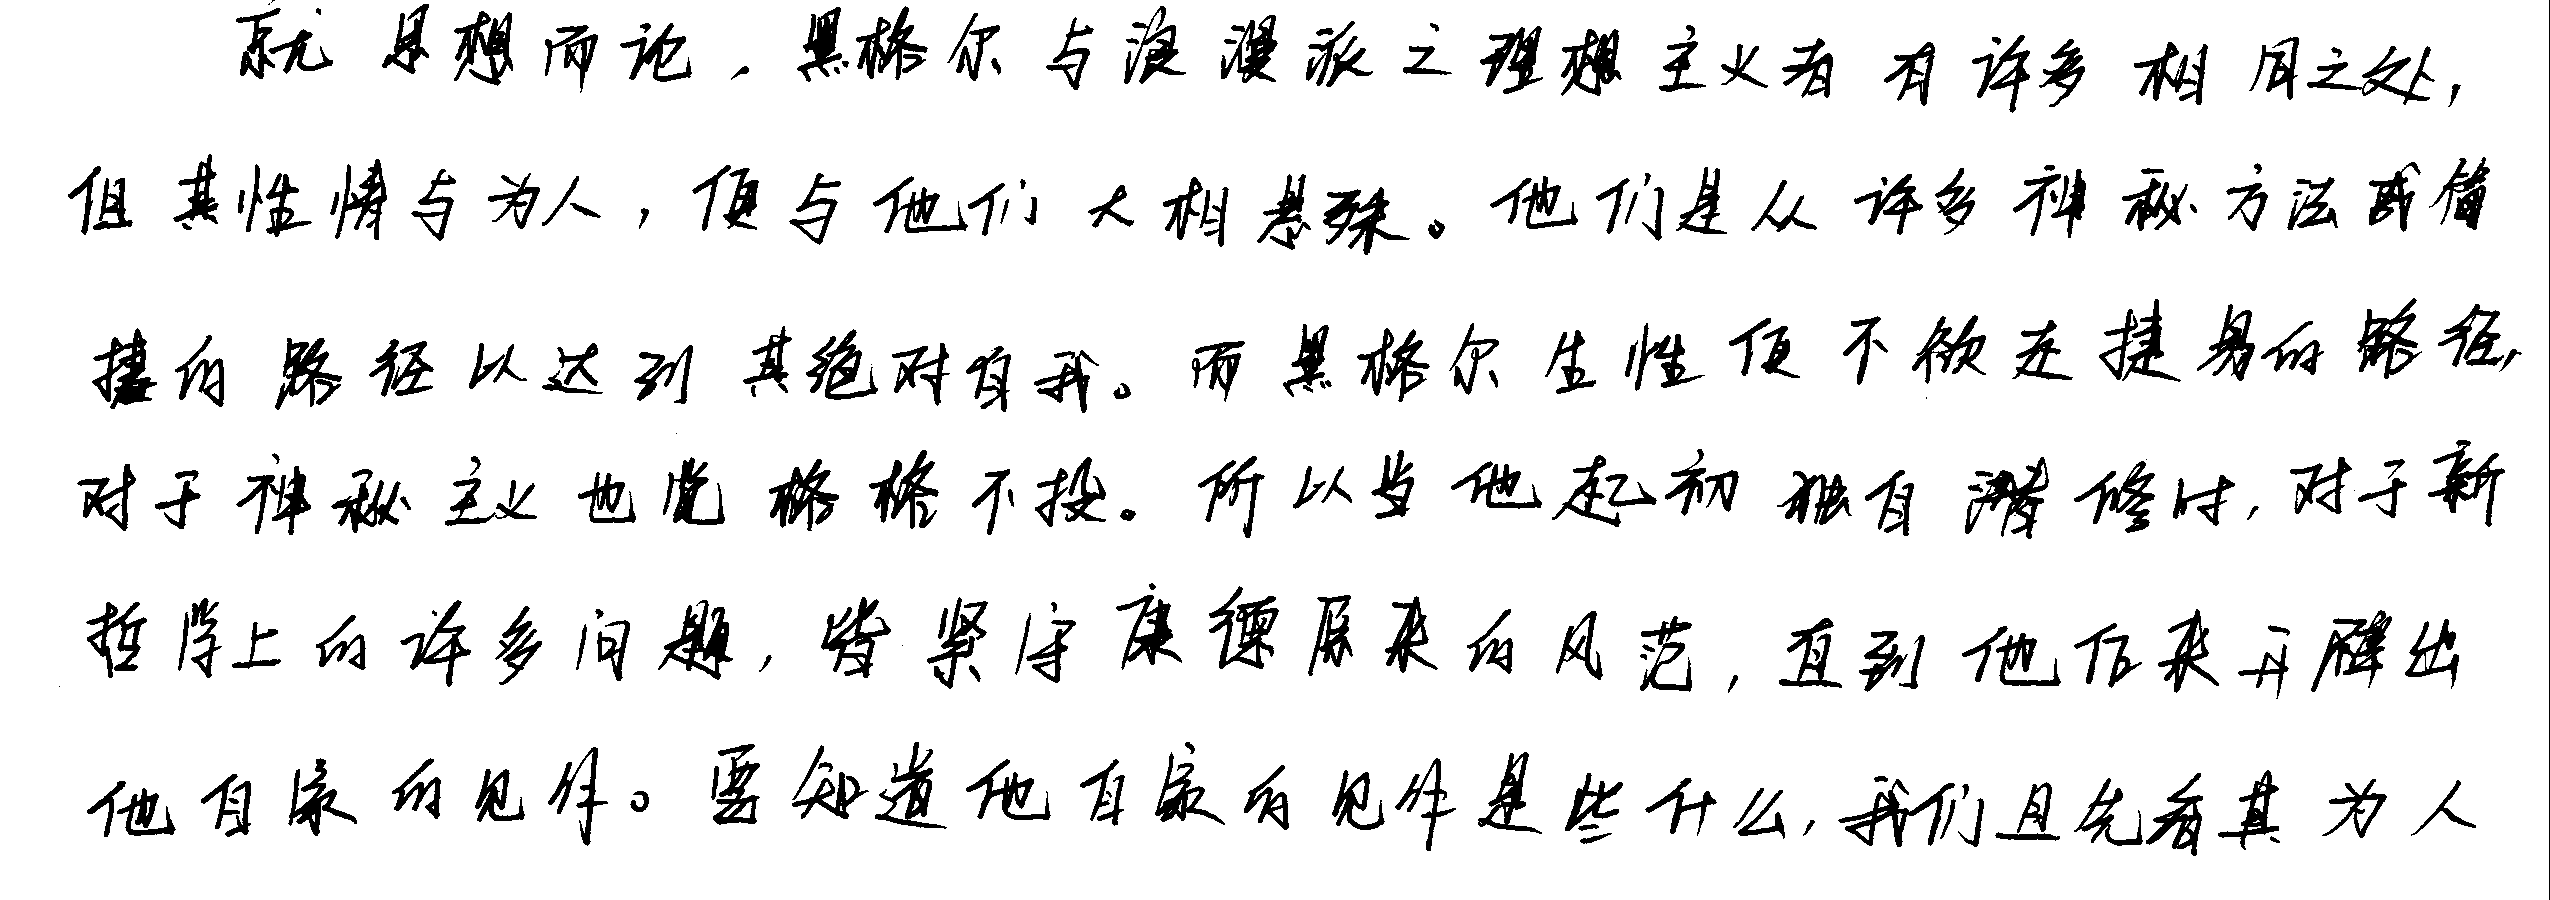 就思想而论，黑格尔与浪漫派之理想主义者有许多相同之处，
但其性情与为人，便与他们大相悬殊。他们是从许多神秘方法或简
捷的路径以达到其绝对自我。而黑格尔生性便不欲走捷易的路径，
对于神秘主义也觉格格不投。所以当他起初独自潜修时，对于新
哲学上的许多问题，皆紧守康德原来的风范，直到他后来开辟出
他自家的见解。要知道他自家的见解是些什么，我们且先看其为人